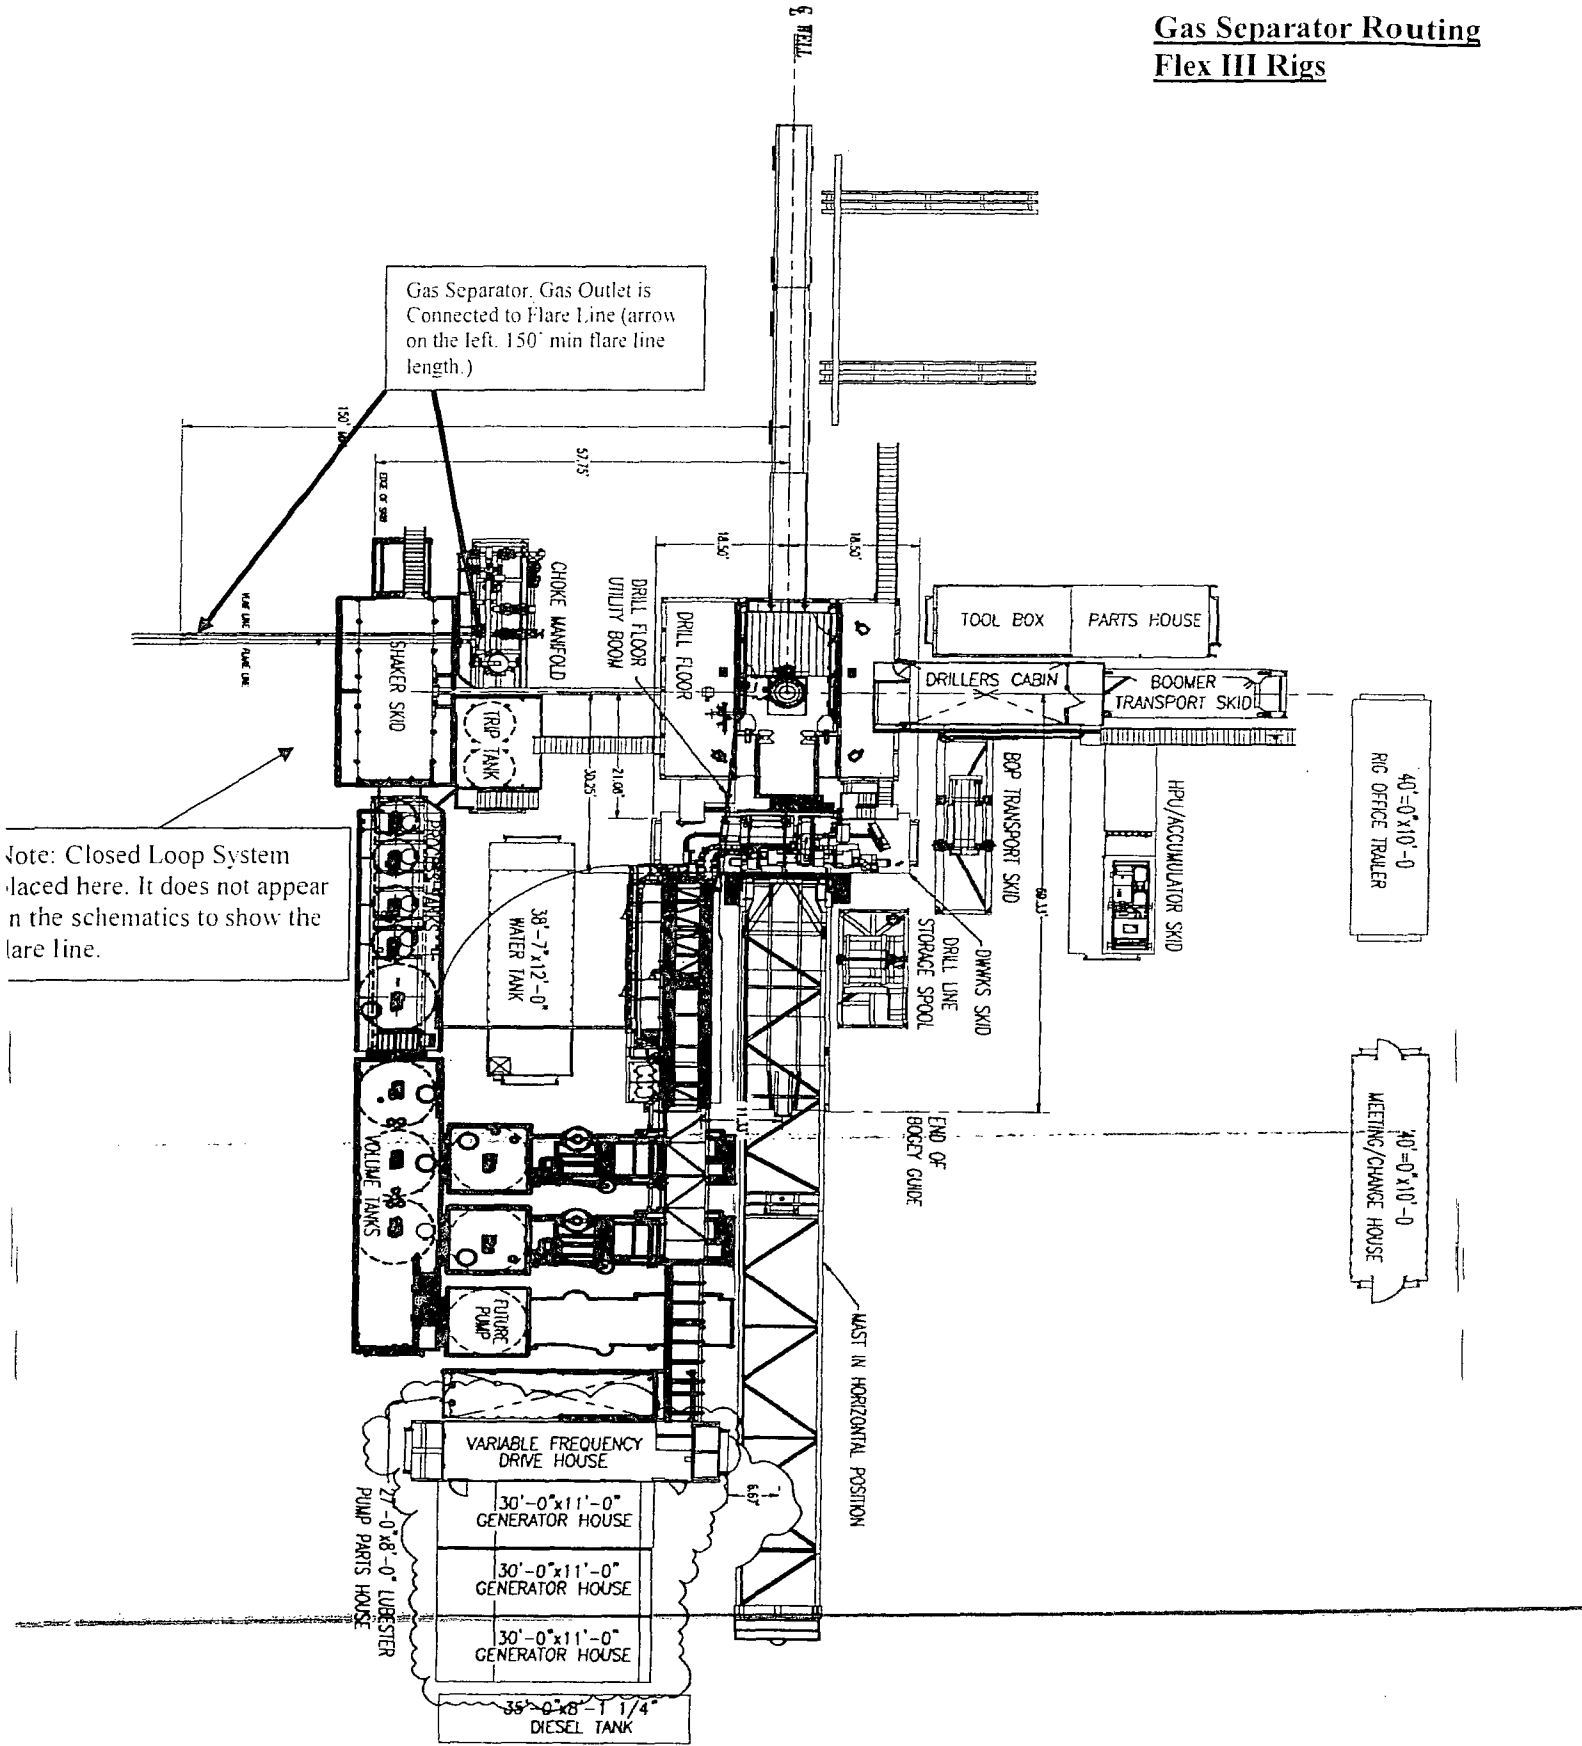 Gas Separator Routing
Flex III Rigs
WELL
Gas Separator. Gas Outlet is
Connected to Flare Line (arrow
on the left. 150' min flare line
length.)
150'
57.75'
EDGE OF SKID
18.50'
18.50'
CHOKE MANIFOLD
DRILL FLOOR
UTILITY BOOM
DRILL FLOOR
TOOL BOX
PARTS HOUSE
DRILLERS CABIN
BOOMER
TRANSPORT SKID
FLARE LINE
SHAKER SKID
TRIP TANK
30.25'
21.08'
BOP TRANSPORT SKID
HPU/ACCUMULATOR SKID
40'=0"x10'-0
RIG OFFICE TRAILER
Note: Closed Loop System
placed here. It does not appear
n the schematics to show the
lare line.
PROCESS TANKS
38'-7"x12'-0"
WATER TANK
69.33'
DRILL LINE
STORAGE SPOOL
DWWKS SKID
11.33'
END OF
BOGEY GUIDE
40'=0"x10'-0
MEETING/CHANGE HOUSE
VOLUME TANKS
FUTURE
PUMP
MAST IN HORIZONTAL POSITION
VARIABLE FREQUENCY
DRIVE HOUSE
6.67'
27'-0"x8'-0" LUBESTER
PUMP PARTS HOUSE
30'-0"x11'-0"
GENERATOR HOUSE
30'-0"x11'-0"
GENERATOR HOUSE
30'-0"x11'-0"
GENERATOR HOUSE
35'-0"x8'-1 1/4"
DIESEL TANK